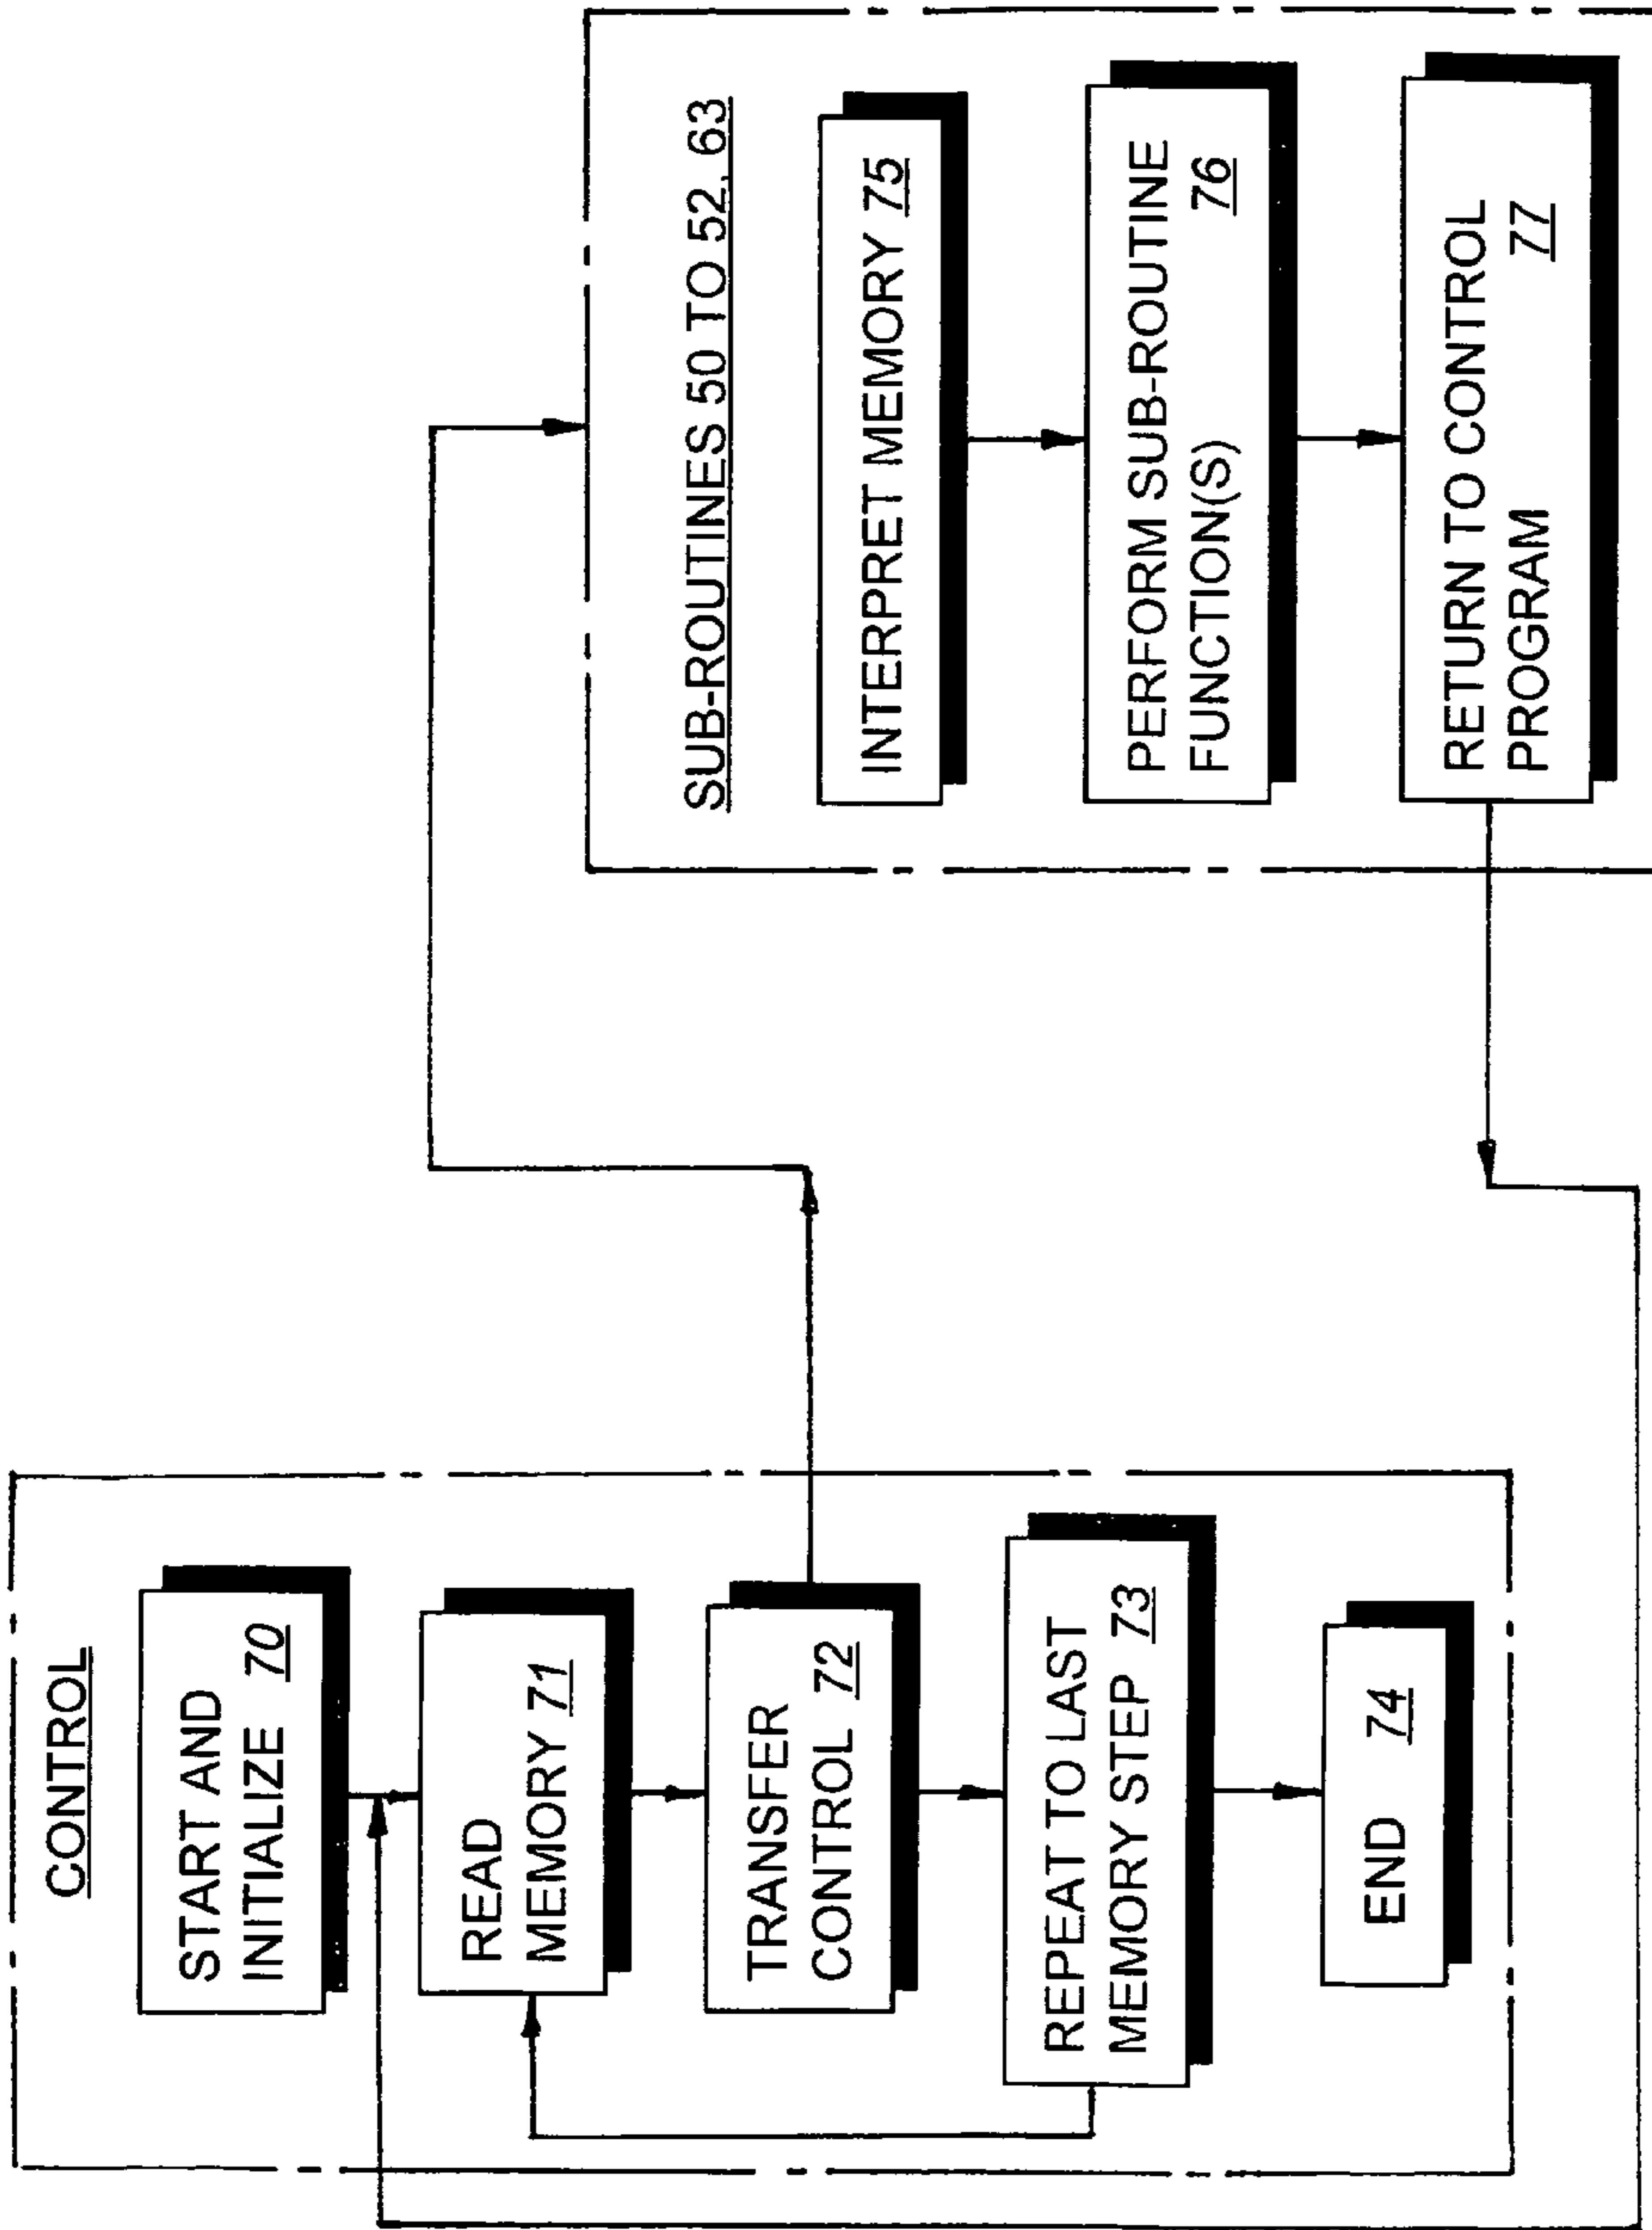 CONTROL
START AND
INITIALIZE 70
READ
MEMORY 71
TRANSFER
CONTROL 72
REPEAT TO LAST
MEMORY STEP 73
END 74
SUB-ROUTINES 50 TO 52, 63
INTERPRET MEMORY 75
PERFORM SUB-ROUTINE
FUNCTION(S) 76
RETURN TO CONTROL
PROGRAM 77